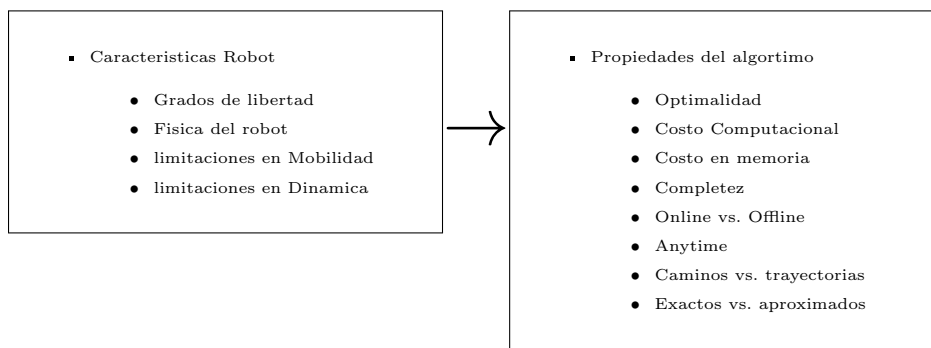 Caracteristicas Robot
Grados de libertad
Fisica del robot
limitaciones en Mobilidad
limitaciones en Dinamica
Propiedades del algortimo
Optimalidad
Costo Computacional
Costo en memoria
Completez
Online vs. Offline
Anytime
Caminos vs. trayectorias
Exactos vs. aproximados